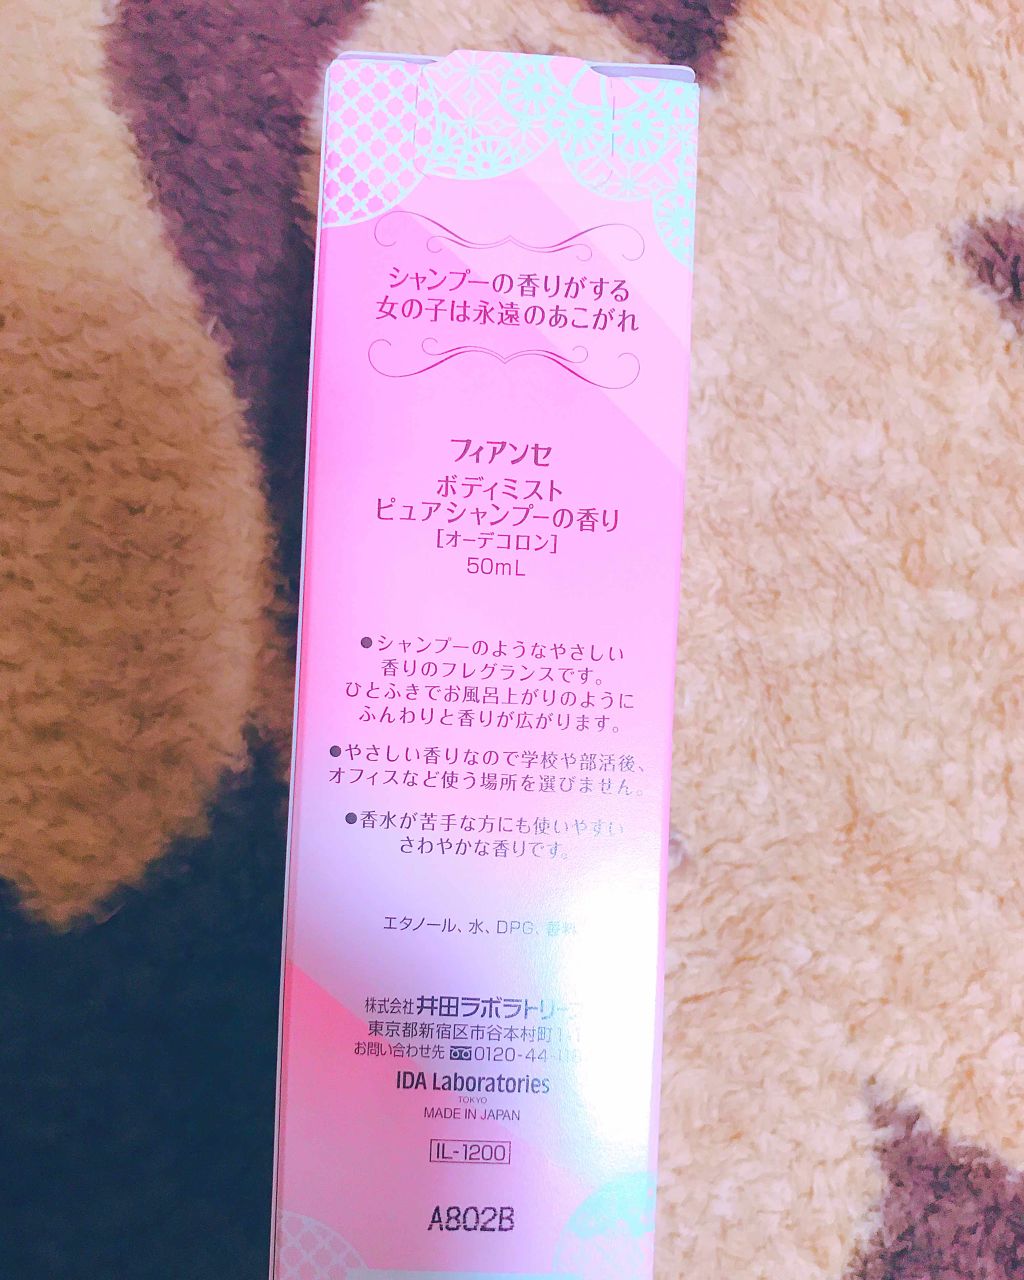 シャンプーの香りがする
女の子は永遠のあこがれ
フィアンセ
ボディミスト
ピュアシャンプーの香り
[オーデコロン]
50mL
●シャンプーのようなやさしい
香りのフレグランスです。
ひとふきでお風呂上がりのように
ふんわりと香りが広がります。
●やさしい香りなので学校や部活後、
オフィスなど使う場所を選びません。
●香水が苦手な方にも使いやすい
さわやかな香りです。
エタノール、水、DPG、香料
株式会社 井田ラボラトリーズ
東京都新宿区市谷本村町
お問い合わせ先 0120-44-
IDA Laboratories
TOKYO
MADE IN JAPAN
IL-1200
A802B